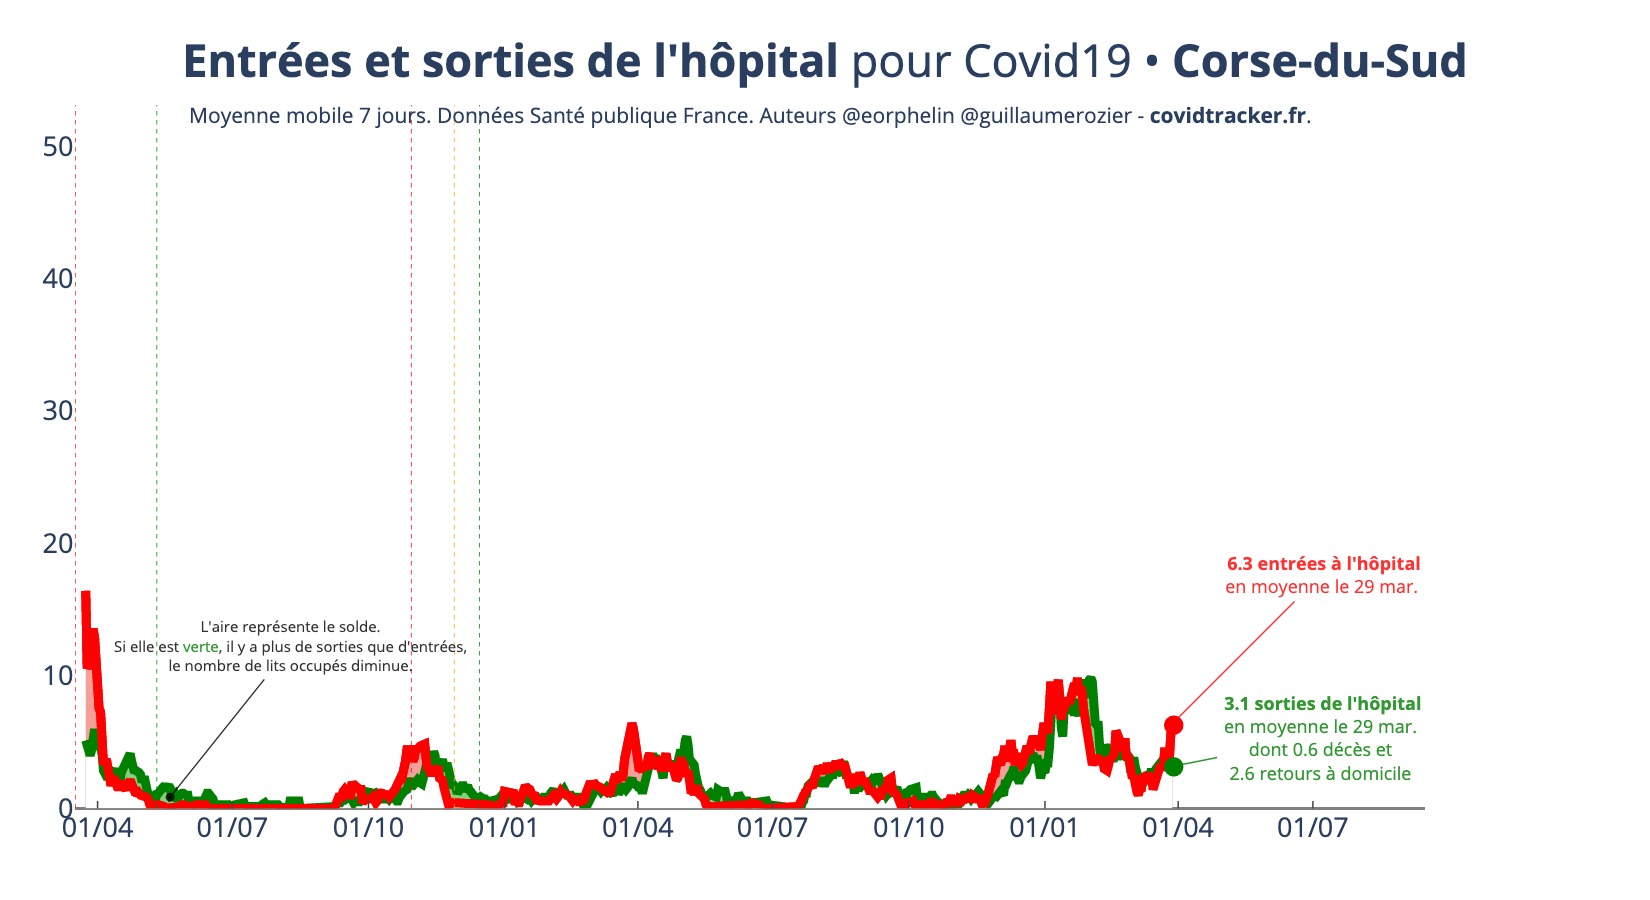 Entrées et sorties de l'hôpital pour Covid19 • Corse-du-Sud
Moyenne mobile 7 jours. Données Santé publique France. Auteurs @eorphelin @guillaumerozier - covidtracker.fr.
50
40
30
20
10
0
6.3 entrées à l'hôpital
en moyenne le 29 mar.
L'aire représente le solde.
Si elle est verte, il y a plus de sorties que d'entrées,
le nombre de lits occupés diminue.
3.1 sorties de l'hôpital
en moyenne le 29 mar.
dont 0.6 décès et
2.6 retours à domicile
01/04 01/07 01/10 01/01 01/04 01/07 01/10 01/01 01/04 01/07